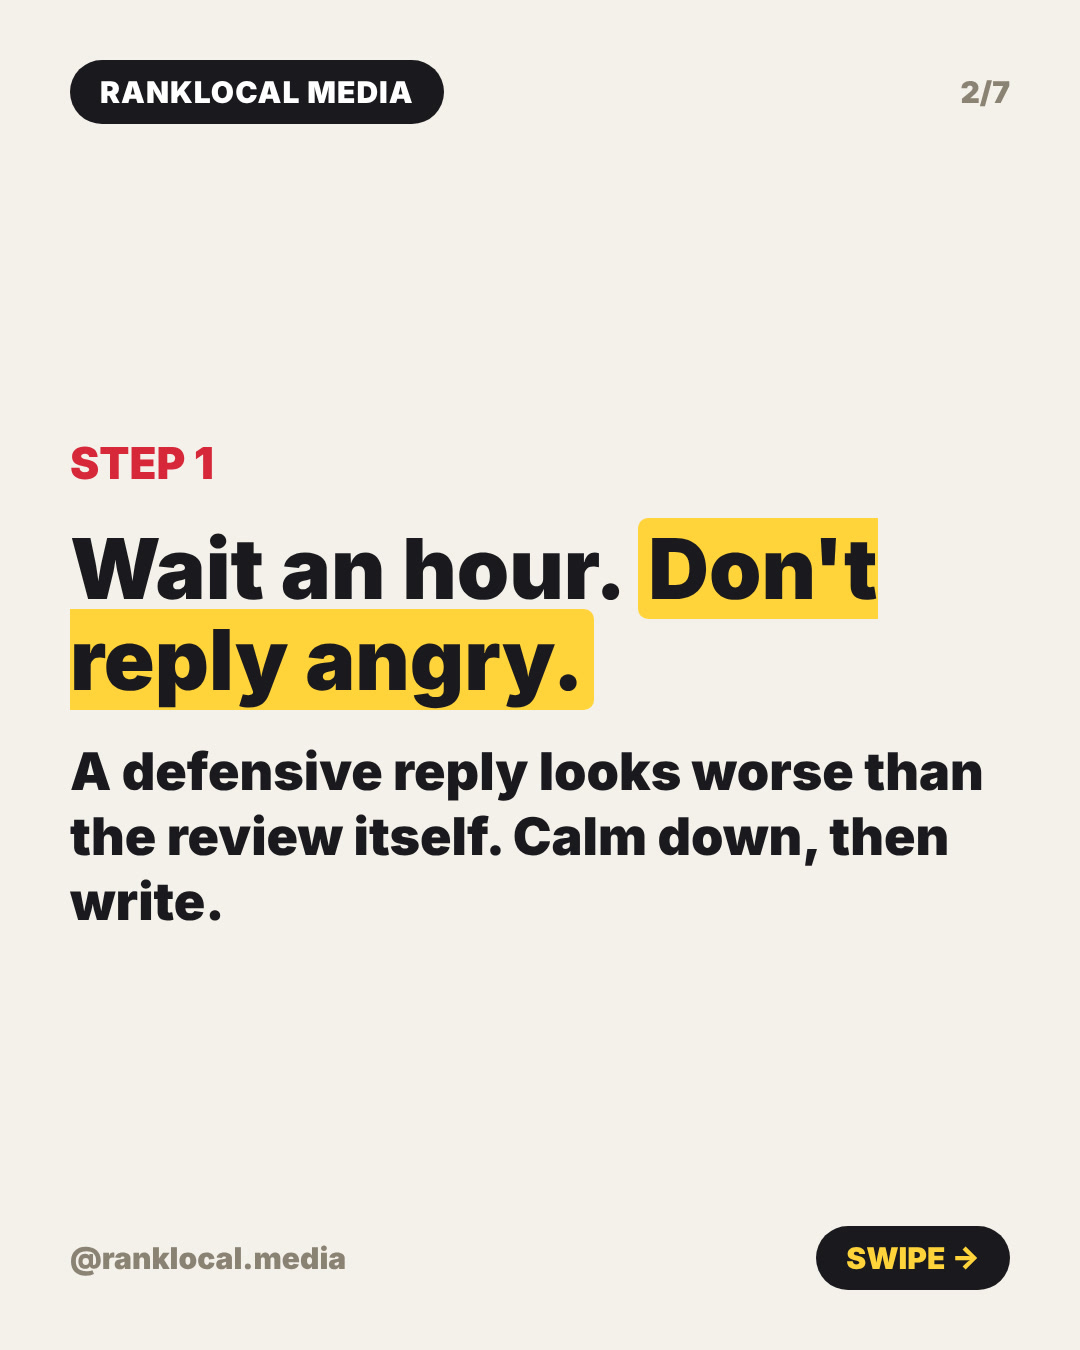 RANKLOCAL MEDIA
2/7
STEP 1
Wait an hour. Don't
reply angry.
A defensive reply looks worse than
the review itself. Calm down, then
write.
@ranklocal.media
SWIPE →